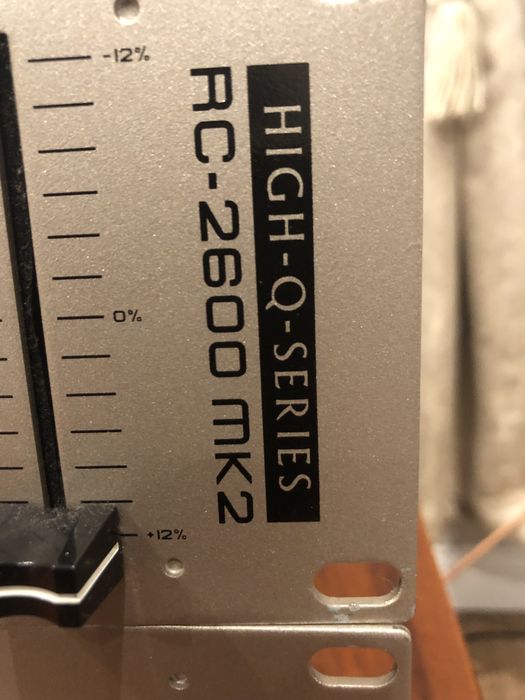 -12%
0%
+12%
RC-2600 MK2
HIGH-Q-SERIES